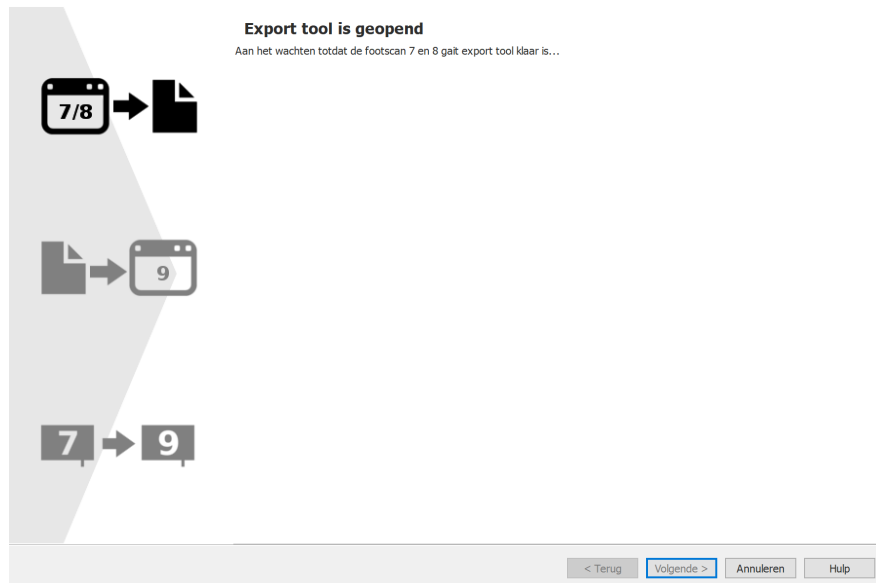 Export tool is geopend
Aan het wachten totdat de footscan 7 en 8 gait export tool klaar is...
7/8
9
7
9
< Terug
Volgende >
Annuleren
Hulp